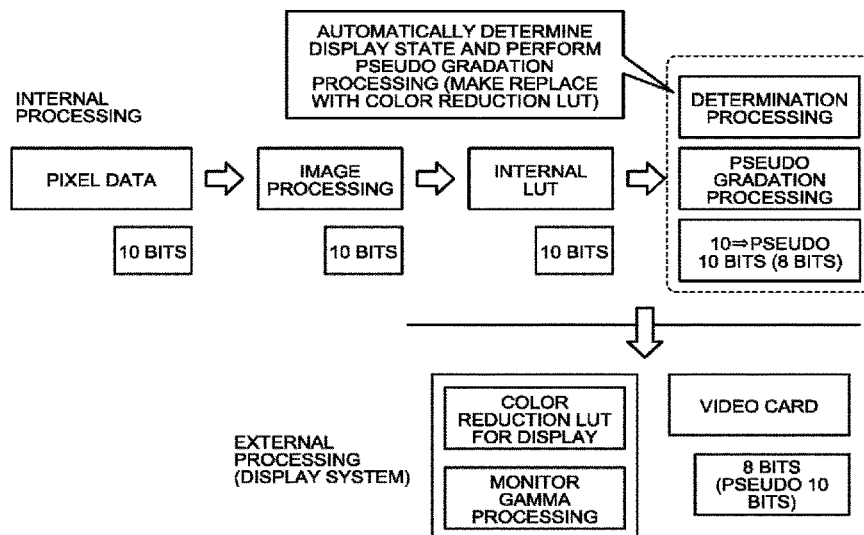 AUTOMATICALLY DETERMINE
DISPLAY STATE AND PERFORM
PSEUDO GRADATION
PROCESSING (MAKE REPLACE
WITH COLOR REDUCTION LUT)
INTERNAL
PROCESSING
DETERMINATION
PROCESSING
PIXEL DATA
IMAGE
PROCESSING
INTERNAL
LUT
PSEUDO
GRADATION
PROCESSING
10 BITS
10 BITS
10 BITS
10⇒PSEUDO
10 BITS (8 BITS)
COLOR
REDUCTION LUT
FOR DISPLAY
VIDEO CARD
EXTERNAL
PROCESSING
(DISPLAY SYSTEM)
MONITOR
GAMMA
PROCESSING
8 BITS
(PSEUDO 10
BITS)